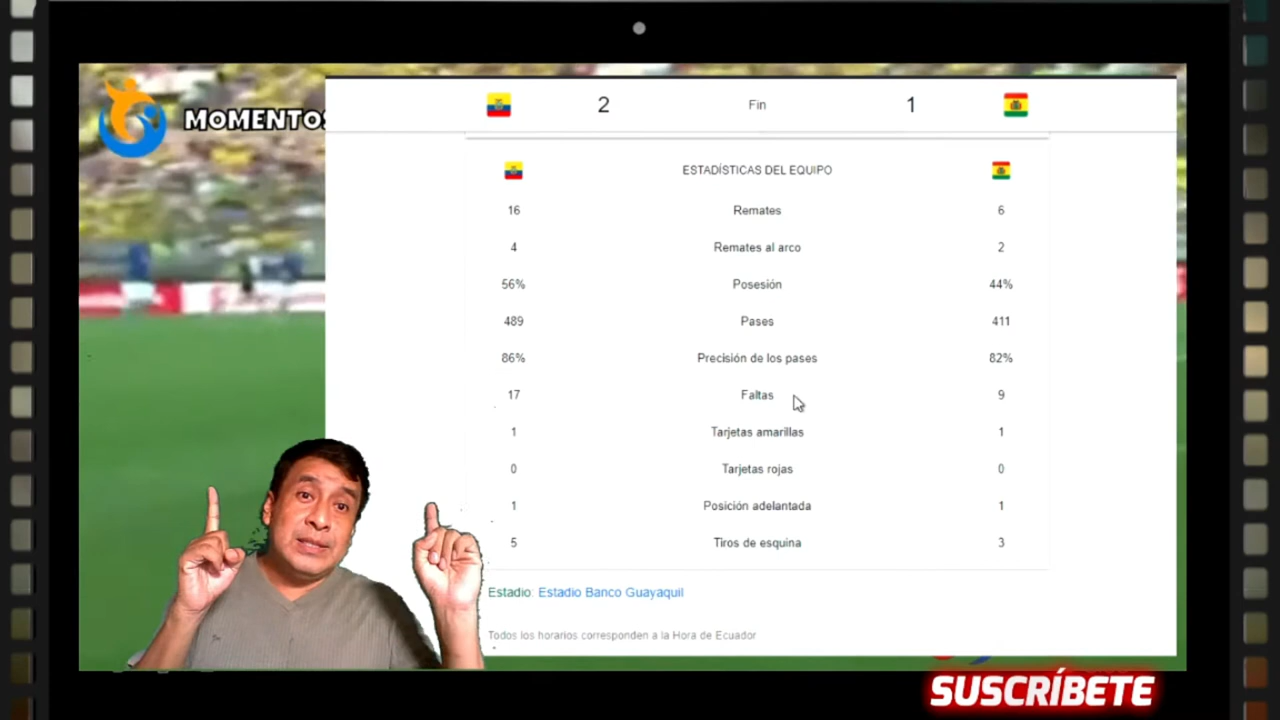 MOMENTOS
2 Fin 1
ESTADÍSTICAS DEL EQUIPO
16 Remates 6
4 Remates al arco 2
56% Posesión 44%
489 Pases 411
86% Precisión de los pases 82%
17 Faltas 9
1 Tarjetas amarillas 1
0 Tarjetas rojas 0
1 Posición adelantada 1
5 Tiros de esquina 3
Estadio: Estadio Banco Guayaquil
Todos los horarios corresponden a la Hora de Ecuador
SUSCRÍBETE